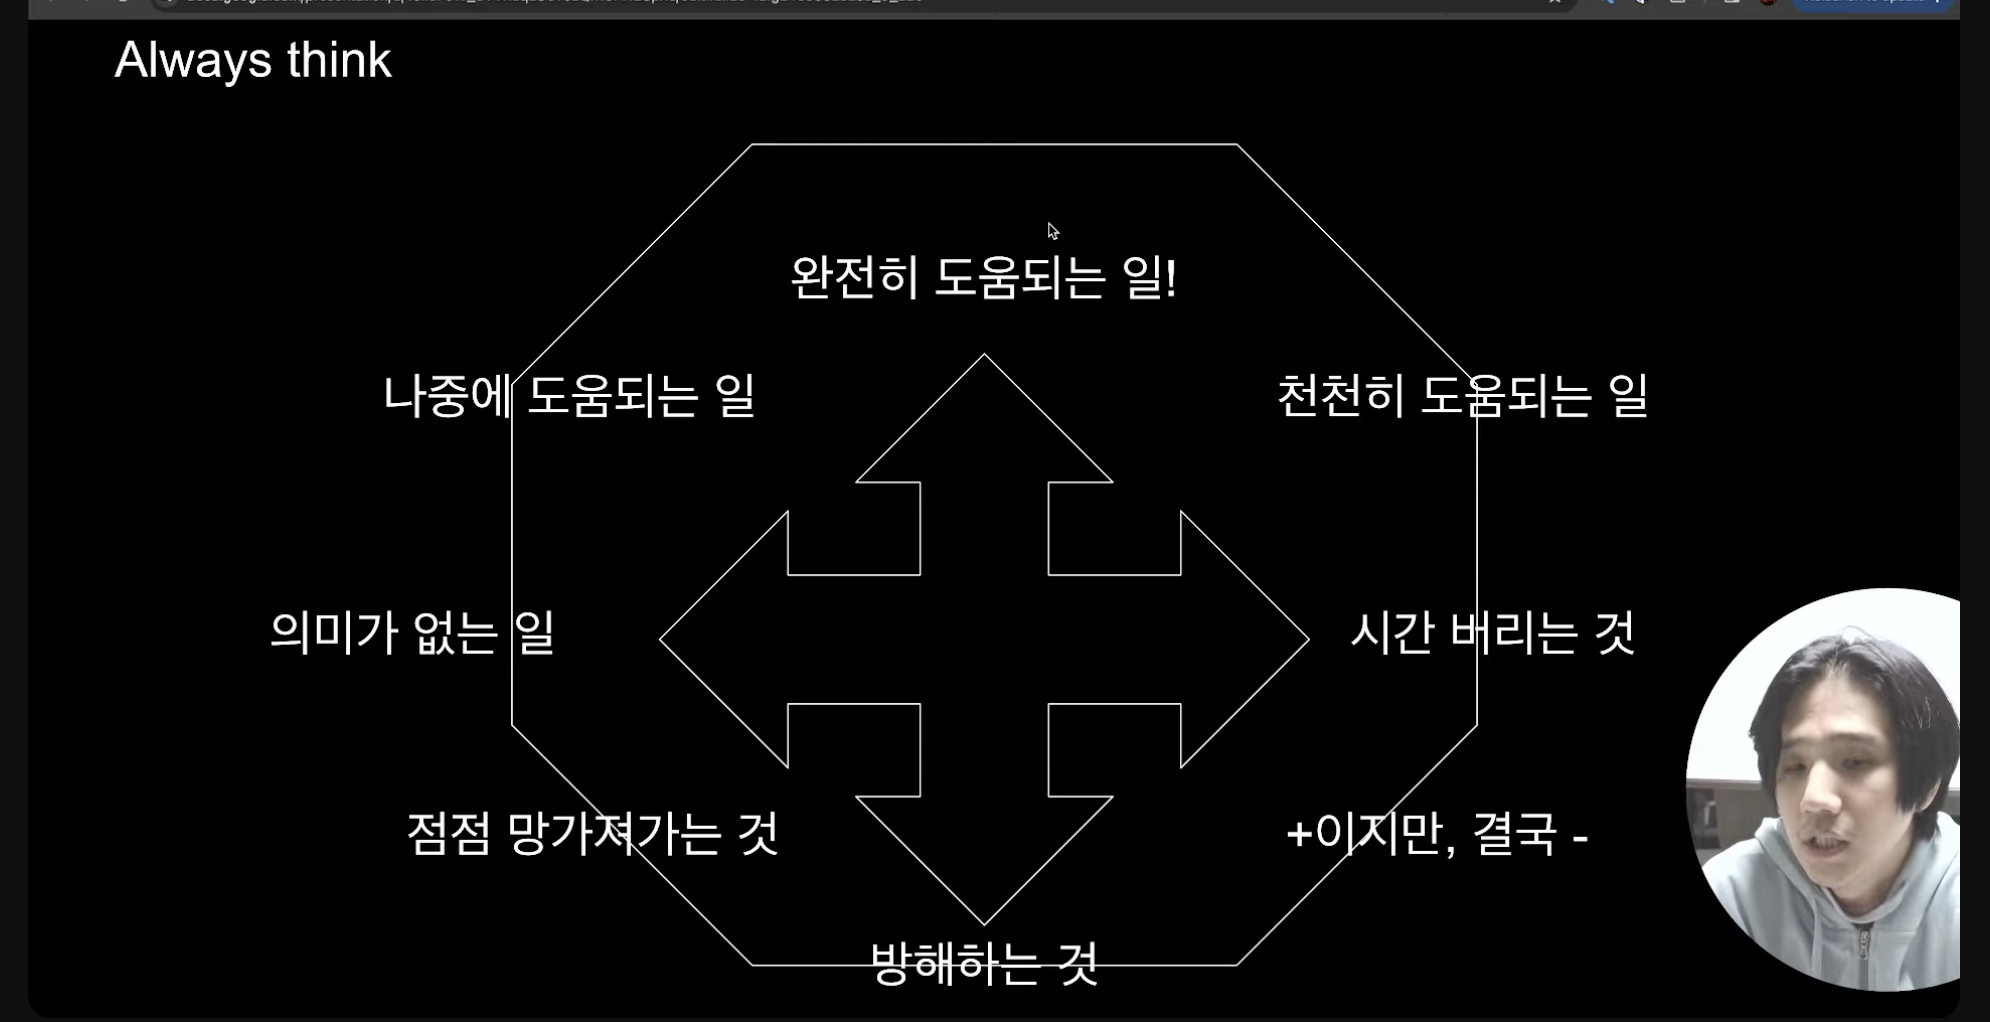 Always think
완전히 도움되는 일!
나중에 도움되는 일
천천히 도움되는 일
의미가 없는 일
시간 버리는 것
점점 망가져가는 것
+이지만, 결국 -
방해하는 것